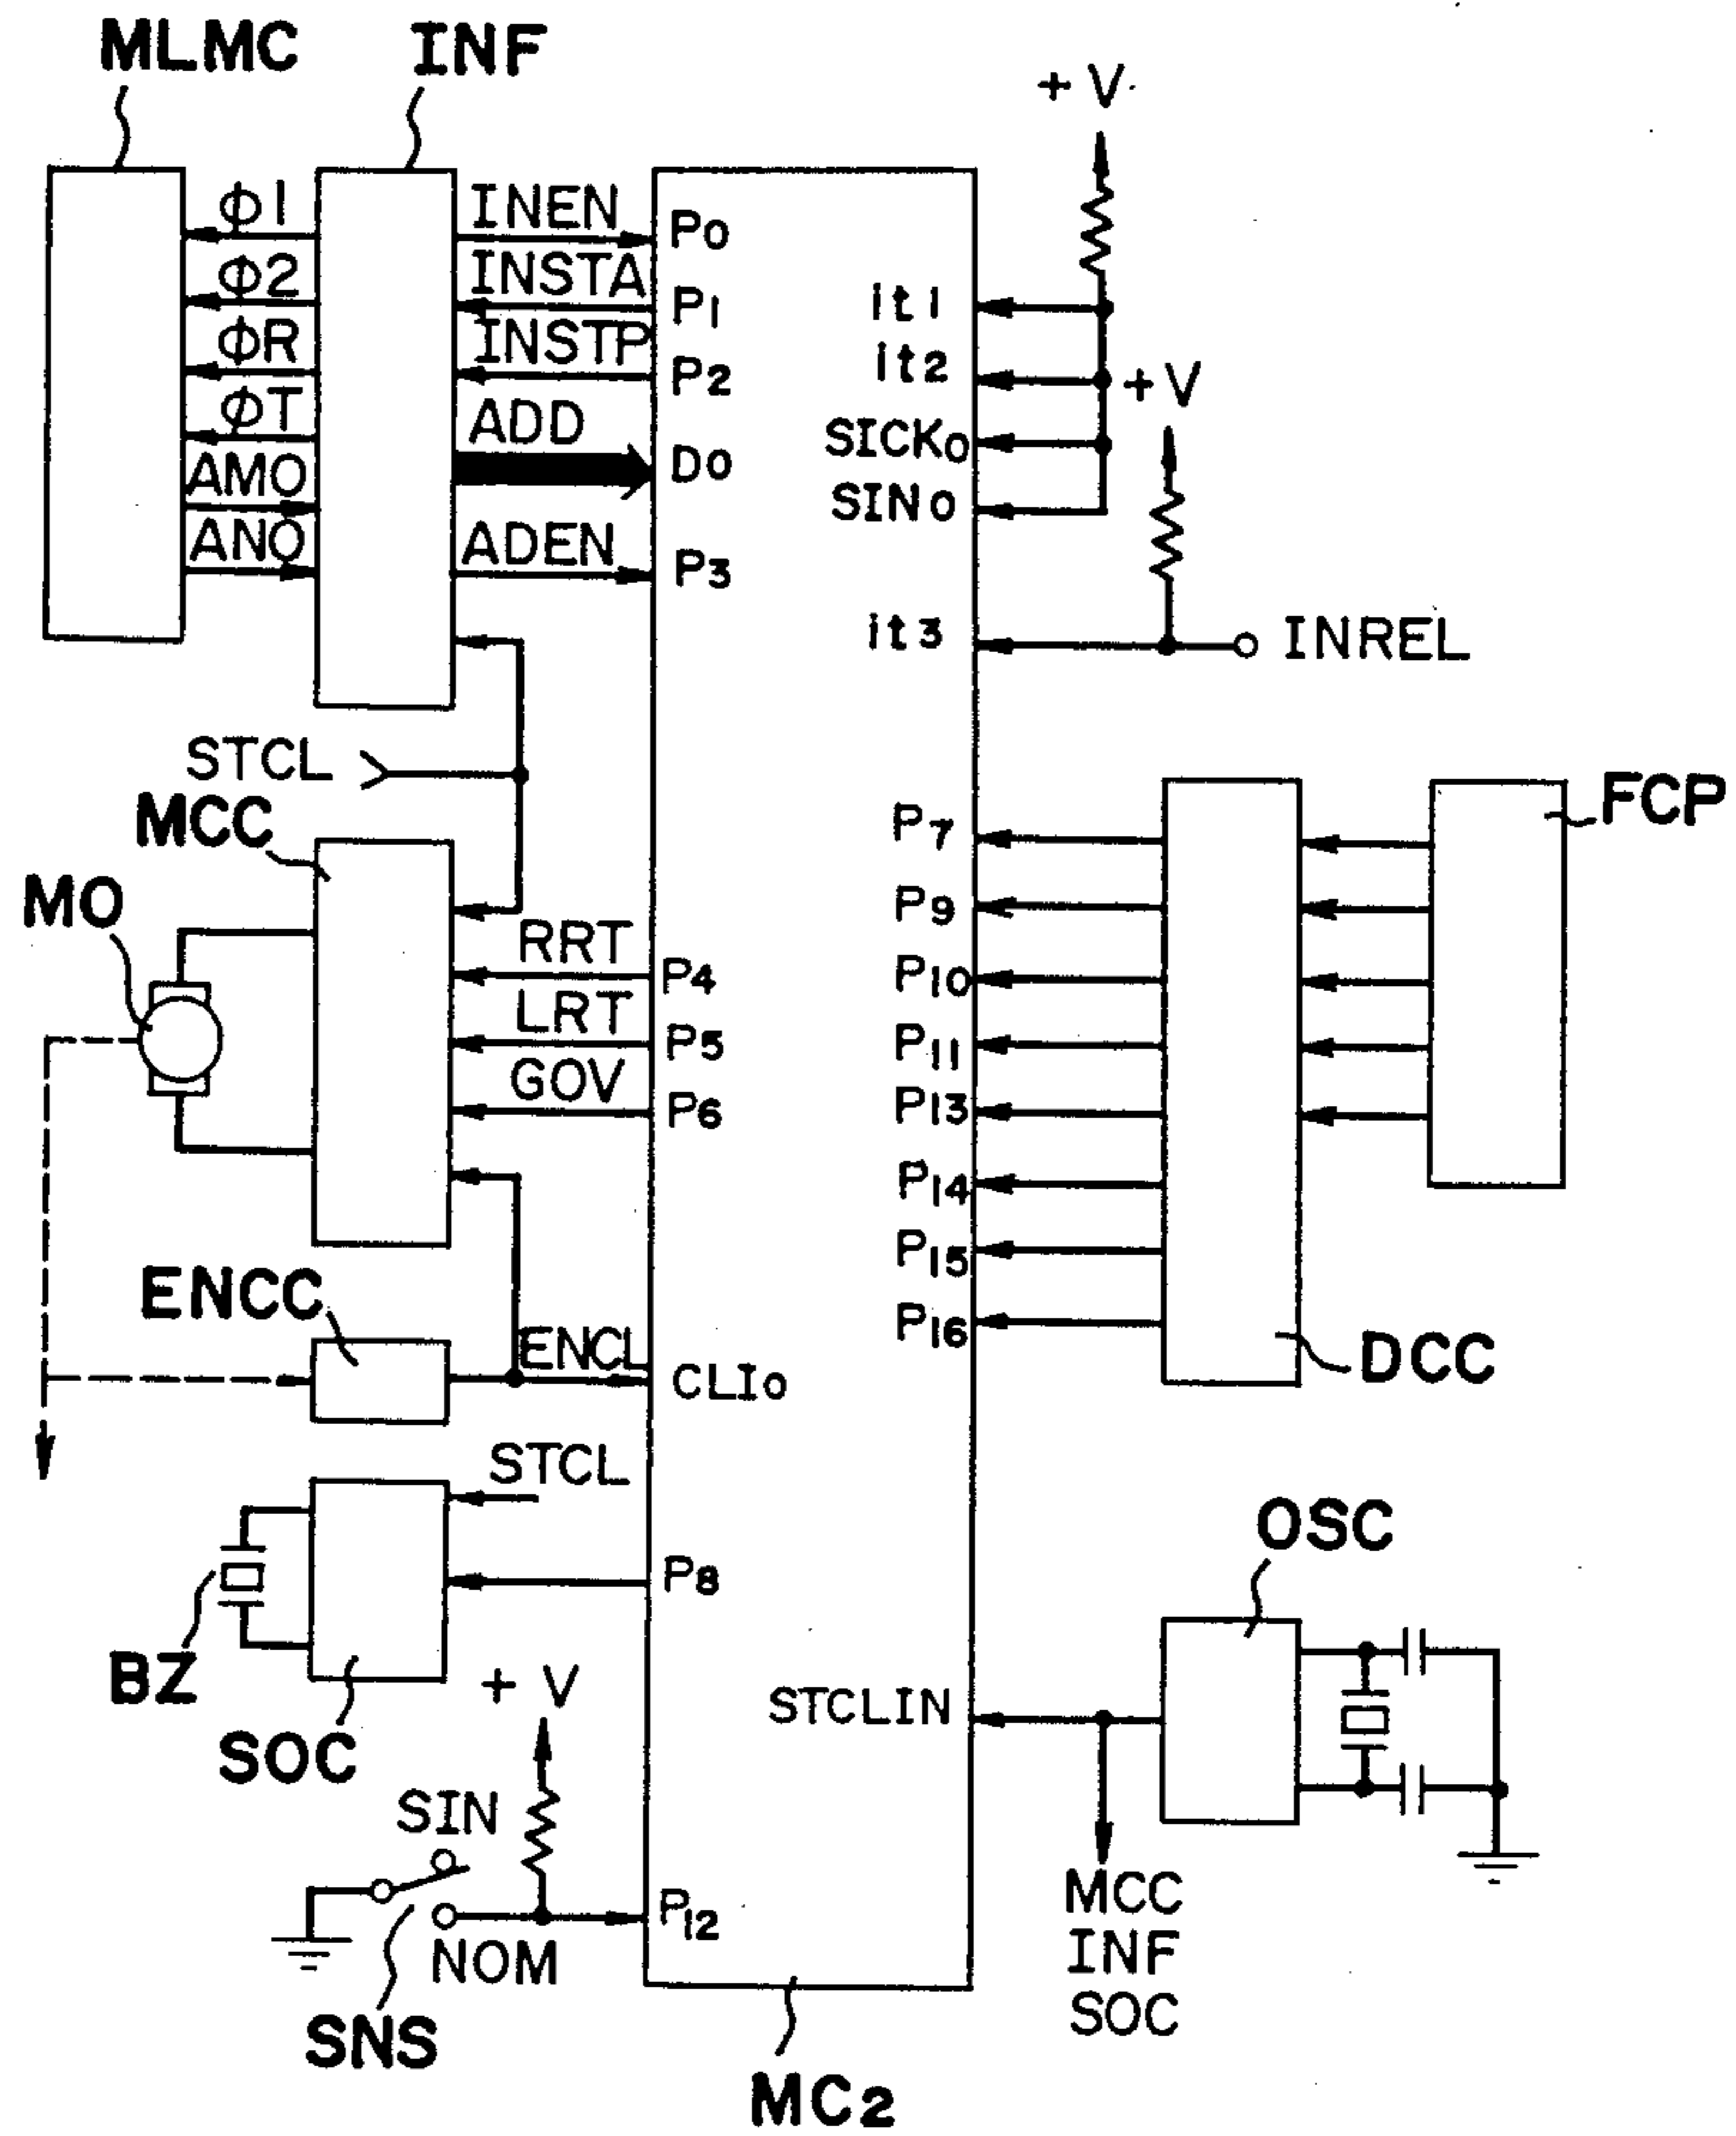 MLMC
INF
+V
φ1
INEN
P0
φ2
INSTA
P1
it1
φR
INSTP
P2
it2
+V
φT
ADD
SICK0
AMO
D0
SIN0
ANO
ADEN
P3
it3
INREL
STCL
MCC
P7
FCP
MO
P9
RRT
P4
P10
LRT
P5
P11
GOV
P6
P13
P14
P15
ENCC
ENCL
P16
DCC
CLI0
STCL
OSC
P8
BZ
+ V
STCLIN
SOC
SIN
P12
MCC
INF
SOC
NOM
SNS
MC2